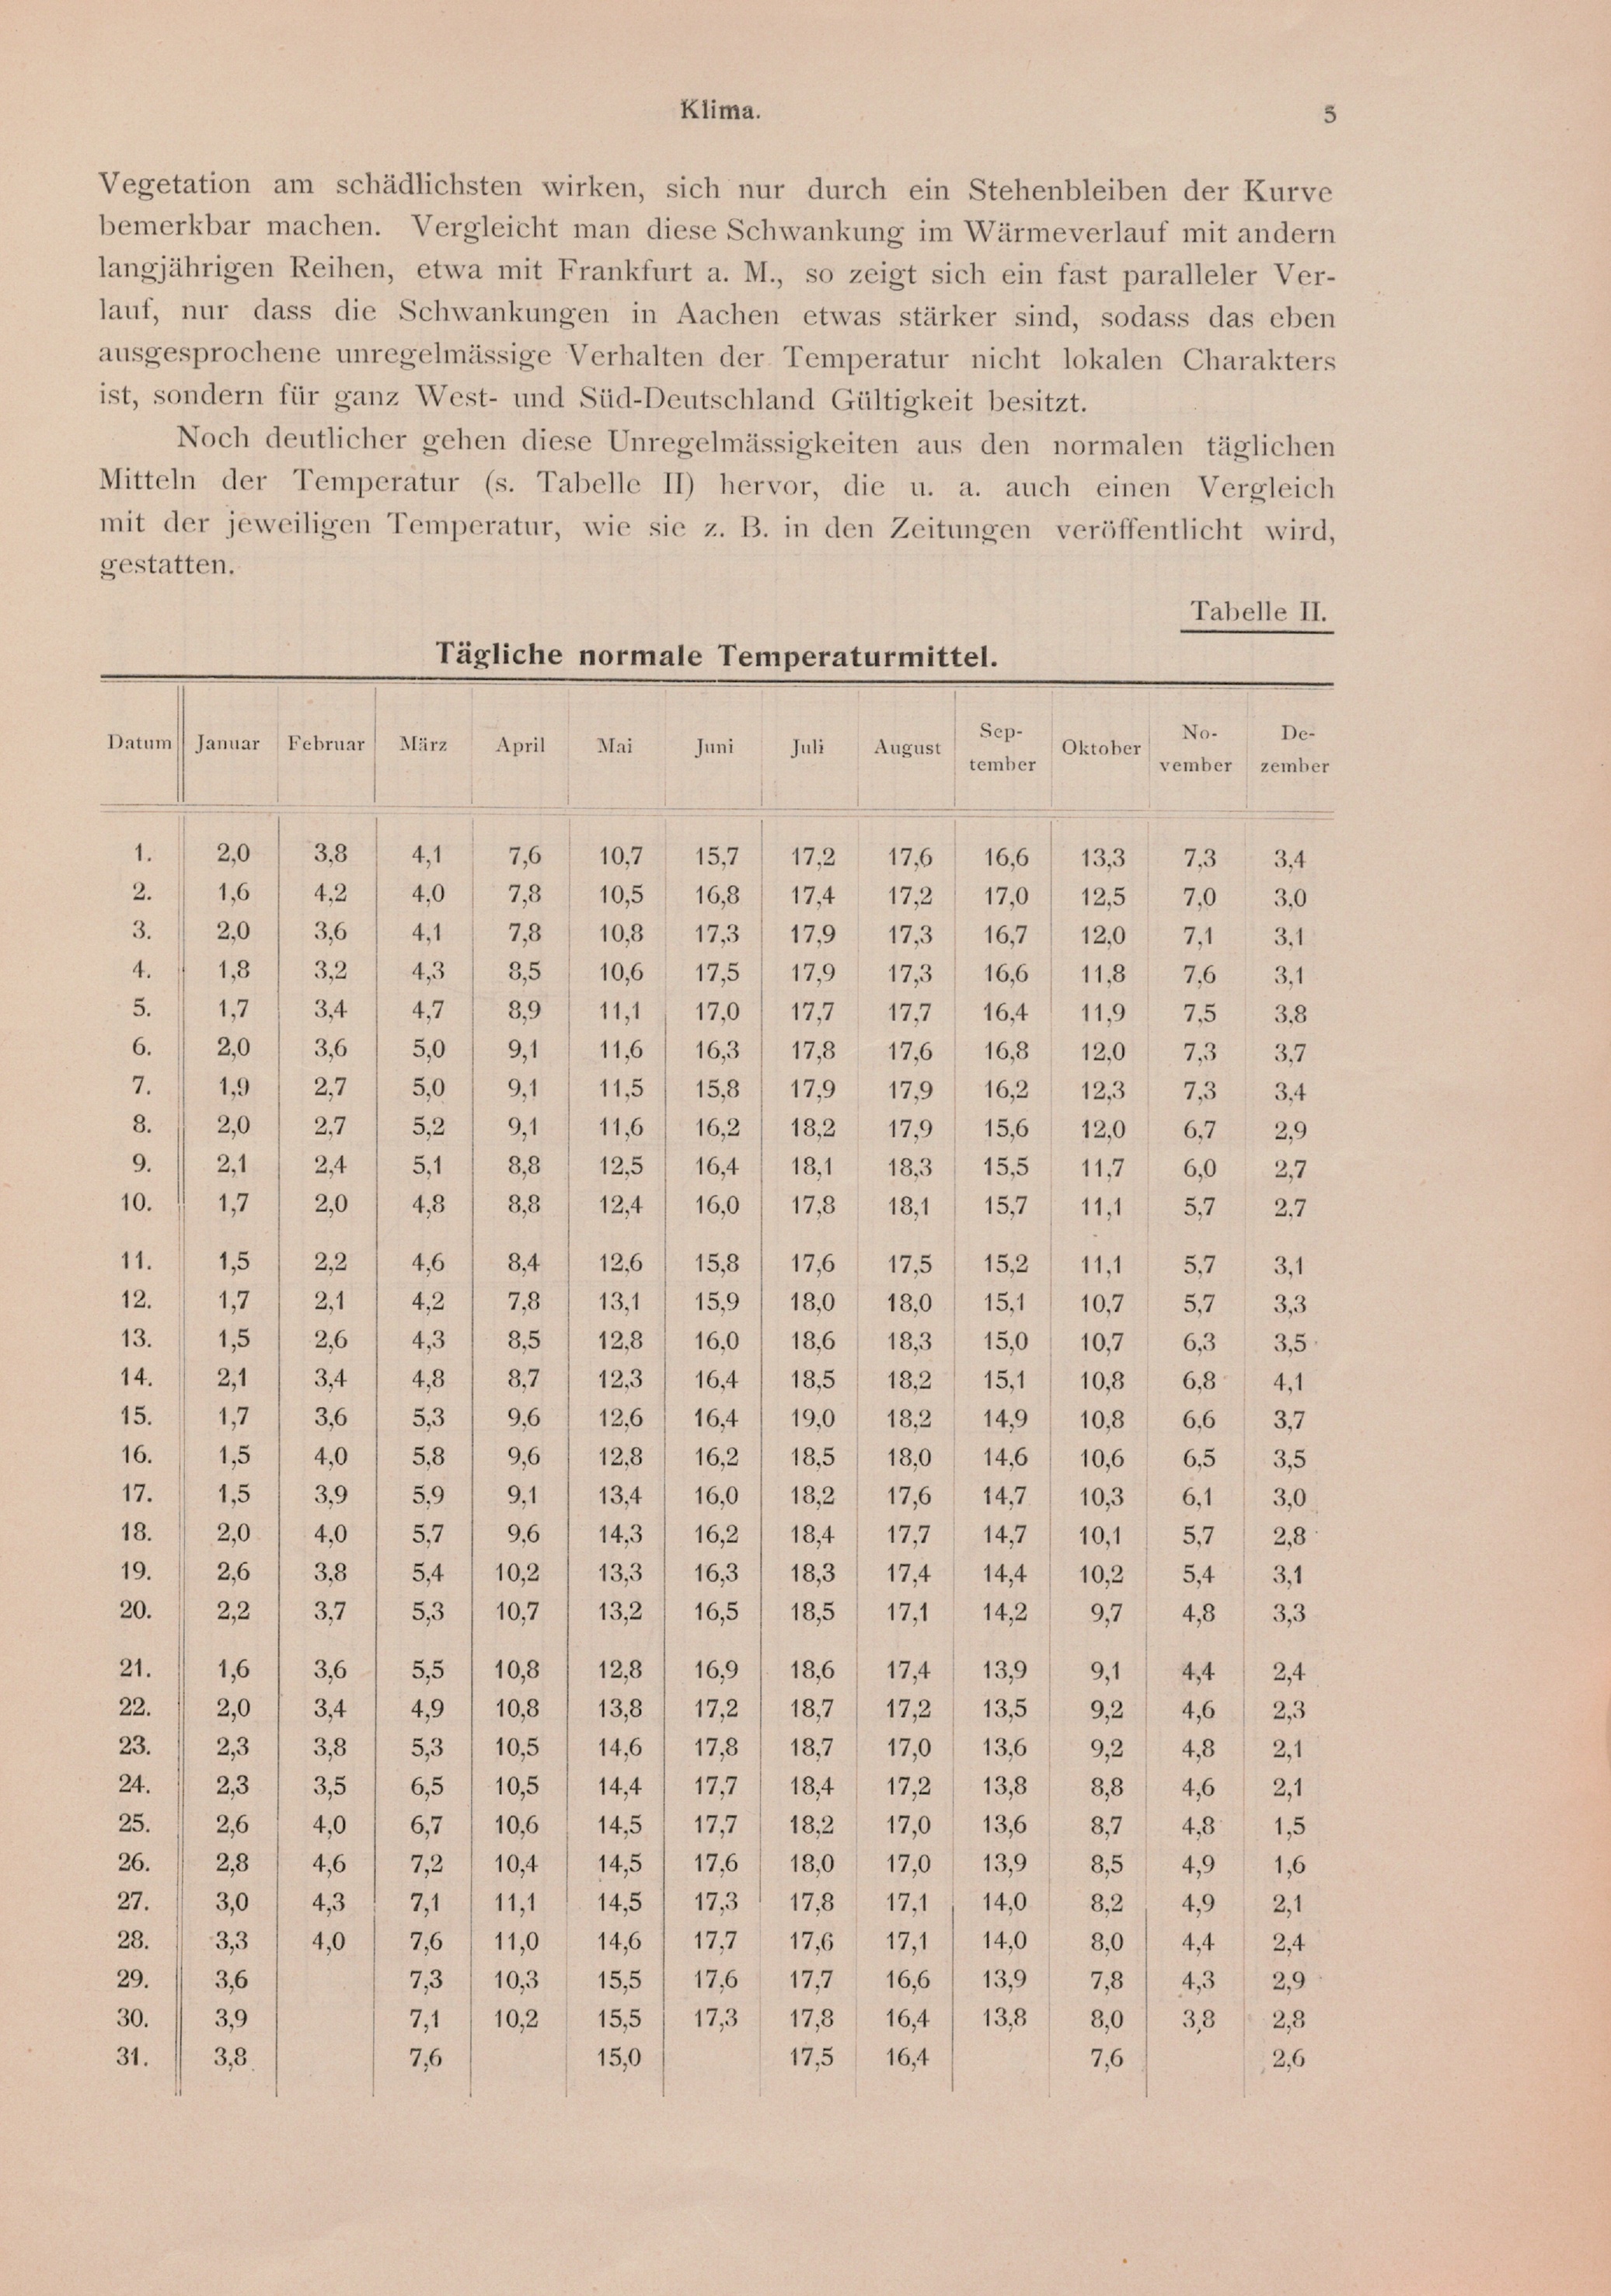 Klima. 5
Vegetation am schädlichsten wirken, sich nur durch ein Stehenbleiben der Kurve
bemerkbar machen. Vergleicht man diese Schwankung im Wärmeverlauf mit andern
langjährigen Reihen, etwa mit Frankfurt a. M., so zeigt sich ein fast paralleler Ver-
lauf, nur dass die Schwankungen in Aachen etwas stärker sind, sodass das eben
ausgesprochene unregelmässige Verhalten der Temperatur nicht lokalen Charakters
ist, sondern für ganz West- und Süd-Deutschland Gültigkeit besitzt.
Noch deutlicher gehen diese Unregelmässigkeiten aus den normalen täglichen
Mitteln der Temperatur (s. Tabelle II) hervor, die u. a. auch einen Vergleich
mit der jeweiligen Temperatur, wie sie z. B. in den Zeitungen veröffentlicht wird,
gestatten.
Tabelle II.
Tägliche normale Temperaturmittel.
Datum Januar Februar März April Mai Juni Juli August Sep-tember Oktober No-vember De-zember
1. 2,0 3,8 4,1 7,6 10,7 15,7 17,2 17,6 16,6 13,3 7,3 3,4
2. 1,6 4,2 4,0 7,8 10,5 16,8 17,4 17,2 17,0 12,5 7,0 3,0
3. 2,0 3,6 4,1 7,8 10,8 17,3 17,9 17,3 16,7 12,0 7,1 3,1
4. 1,8 3,2 4,3 8,5 10,6 17,5 17,9 17,3 16,6 11,8 7,6 3,1
5. 1,7 3,4 4,7 8,9 11,1 17,0 17,7 17,7 16,4 11,9 7,5 3,8
6. 2,0 3,6 5,0 9,1 11,6 16,3 17,8 17,6 16,8 12,0 7,3 3,7
7. 1,9 2,7 5,0 9,1 11,5 15,8 17,9 17,9 16,2 12,3 7,3 3,4
8. 2,0 2,7 5,2 9,1 11,6 16,2 18,2 17,9 15,6 12,0 6,7 2,9
9. 2,1 2,4 5,1 8,8 12,5 16,4 18,1 18,3 15,5 11,7 6,0 2,7
10. 1,7 2,0 4,8 8,8 12,4 16,0 17,8 18,1 15,7 11,1 5,7 2,7
11. 1,5 2,2 4,6 8,4 12,6 15,8 17,6 17,5 15,2 11,1 5,7 3,1
12. 1,7 2,1 4,2 7,8 13,1 15,9 18,0 18,0 15,1 10,7 5,7 3,3
13. 1,5 2,6 4,3 8,5 12,8 16,0 18,6 18,3 15,0 10,7 6,3 3,5
14. 2,1 3,4 4,8 8,7 12,3 16,4 18,5 18,2 15,1 10,8 6,8 4,1
15. 1,7 3,6 5,3 9,6 12,6 16,4 19,0 18,2 14,9 10,8 6,6 3,7
16. 1,5 4,0 5,8 9,6 12,8 16,2 18,5 18,0 14,6 10,6 6,5 3,5
17. 1,5 3,9 5,9 9,1 13,4 16,0 18,2 17,6 14,7 10,3 6,1 3,0
18. 2,0 4,0 5,7 9,6 14,3 16,2 18,4 17,7 14,7 10,1 5,7 2,8
19. 2,6 3,8 5,4 10,2 13,3 16,3 18,3 17,4 14,4 10,2 5,4 3,1
20. 2,2 3,7 5,3 10,7 13,2 16,5 18,5 17,1 14,2 9,7 4,8 3,3
21. 1,6 3,6 5,5 10,8 12,8 16,9 18,6 17,4 13,9 9,1 4,4 2,4
22. 2,0 3,4 4,9 10,8 13,8 17,2 18,7 17,2 13,5 9,2 4,6 2,3
23. 2,3 3,8 5,3 10,5 14,6 17,8 18,7 17,0 13,6 9,2 4,8 2,1
24. 2,3 3,5 6,5 10,5 14,4 17,7 18,4 17,2 13,8 8,8 4,6 2,1
25. 2,6 4,0 6,7 10,6 14,5 17,7 18,2 17,0 13,6 8,7 4,8 1,5
26. 2,8 4,6 7,2 10,4 14,5 17,6 18,0 17,0 13,9 8,5 4,9 1,6
27. 3,0 4,3 7,1 11,1 14,5 17,3 17,8 17,1 14,0 8,2 4,9 2,1
28. 3,3 4,0 7,6 11,0 14,6 17,7 17,6 17,1 14,0 8,0 4,4 2,4
29. 3,6 7,3 10,3 15,5 17,6 17,7 16,6 13,9 7,8 4,3 2,9
30. 3,9 7,1 10,2 15,5 17,3 17,8 16,4 13,8 8,0 3,8 2,8
31. 3,8 7,6 15,0 17,5 16,4 7,6 2,6